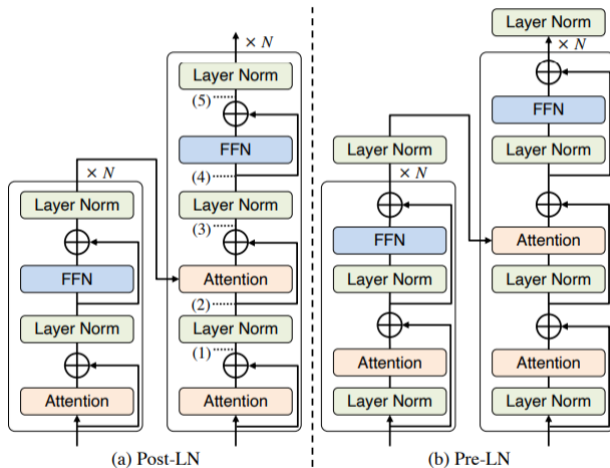 × N
Layer Norm
(5)
FFN
(4)
Layer Norm
(3)
Attention
(2)
Layer Norm
(1)
Attention
× N
Layer Norm
FFN
Layer Norm
Attention
(a) Post-LN
Layer Norm
× N
FFN
Layer Norm
Attention
Layer Norm
Attention
Layer Norm
Layer Norm
× N
FFN
Layer Norm
Attention
Layer Norm
(b) Pre-LN